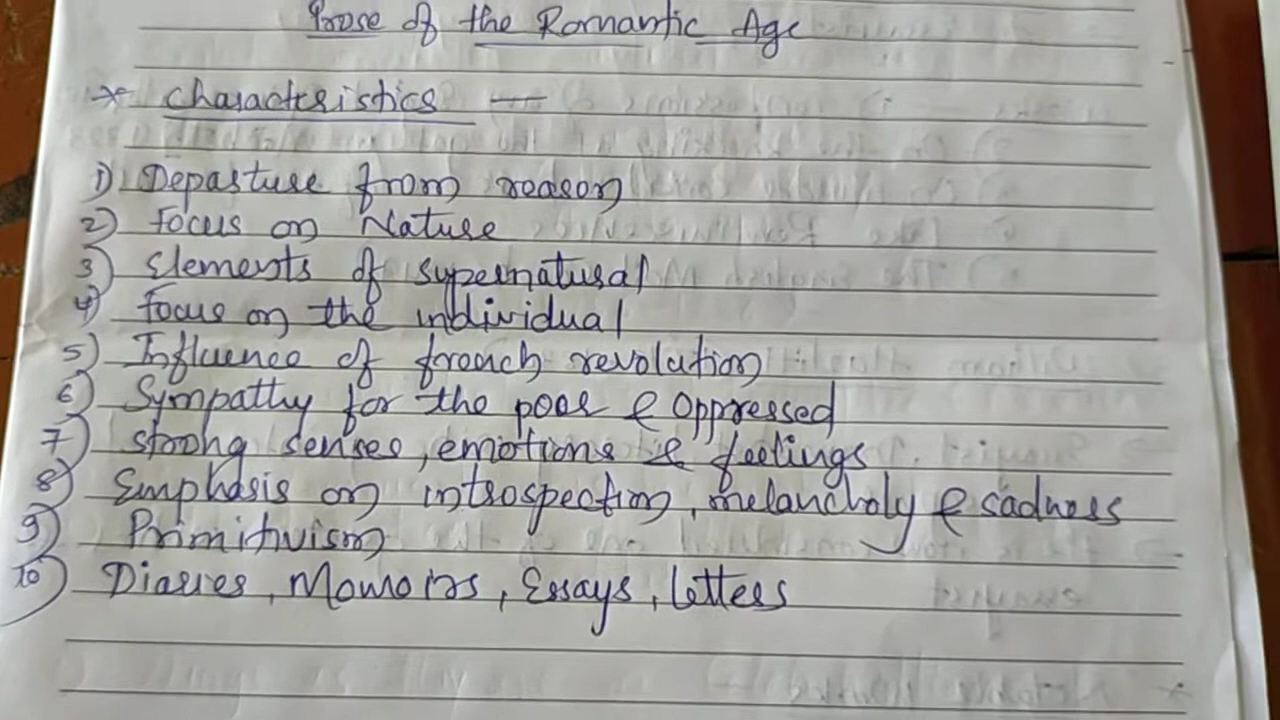 Prose of the Romantic Age
* Characteristics —
1) Departure from reason
2) Focus on Nature
3) Elements of supernatural
4) Focus on the individual
5) Influence of french revolution
6) Sympathy for the poor & oppressed
7) strong senses, emotions & feelings
8) Emphasis on introspection, melancholy & sadness
9) Primitivism
10) Diaries, Memoirs, Essays, letters